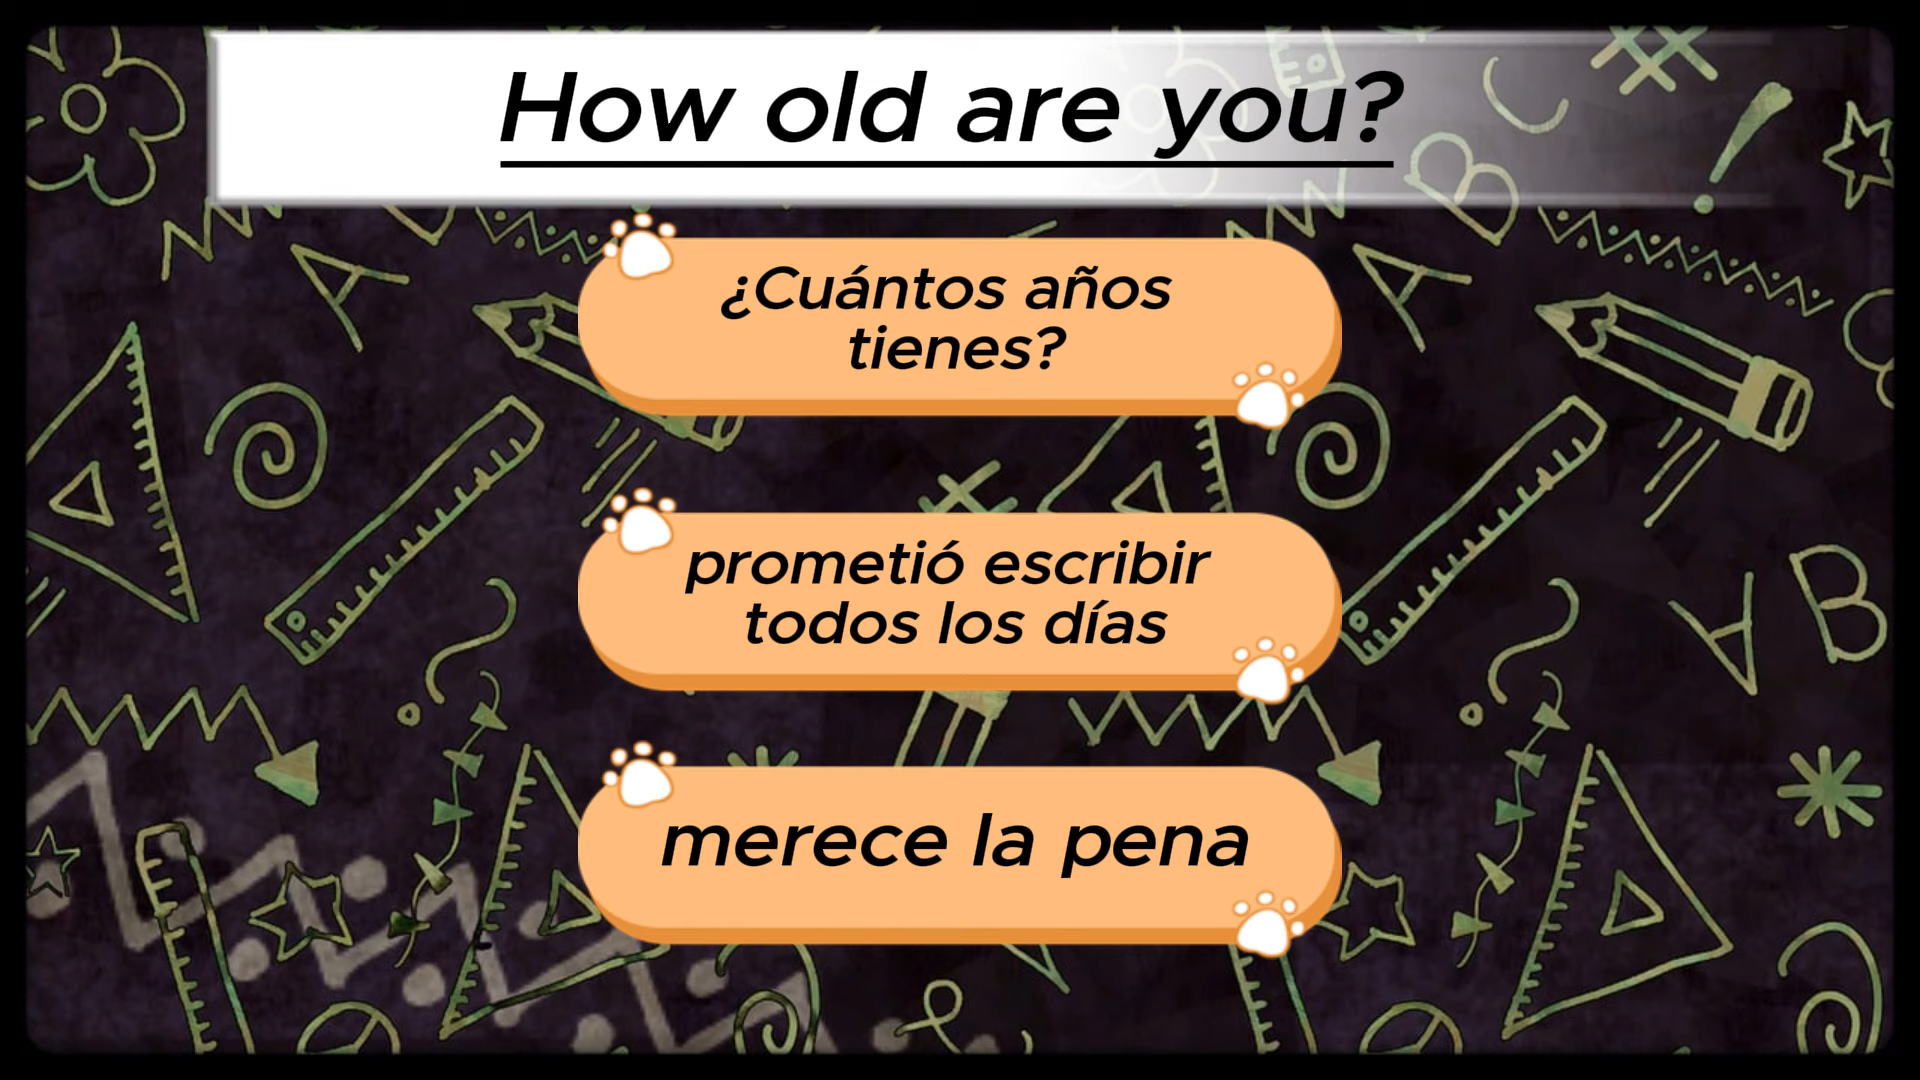 How old are you?
¿Cuántos años
tienes?
prometió escribir
todos los días
merece la pena